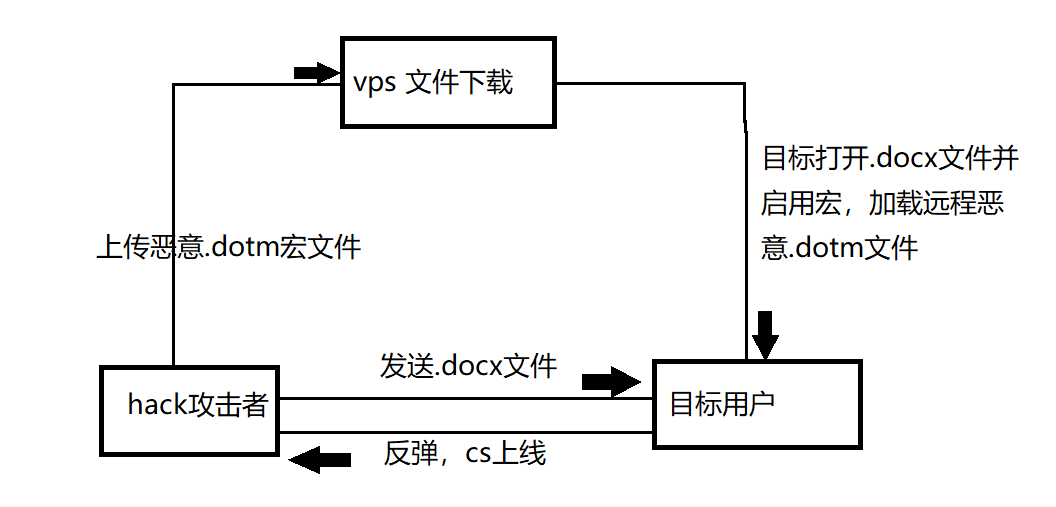 vps 文件下载
目标打开.docx文件并
启用宏，加载远程恶
意.dotm文件
上传恶意.dotm宏文件
发送.docx文件
hack攻击者
目标用户
反弹，cs上线